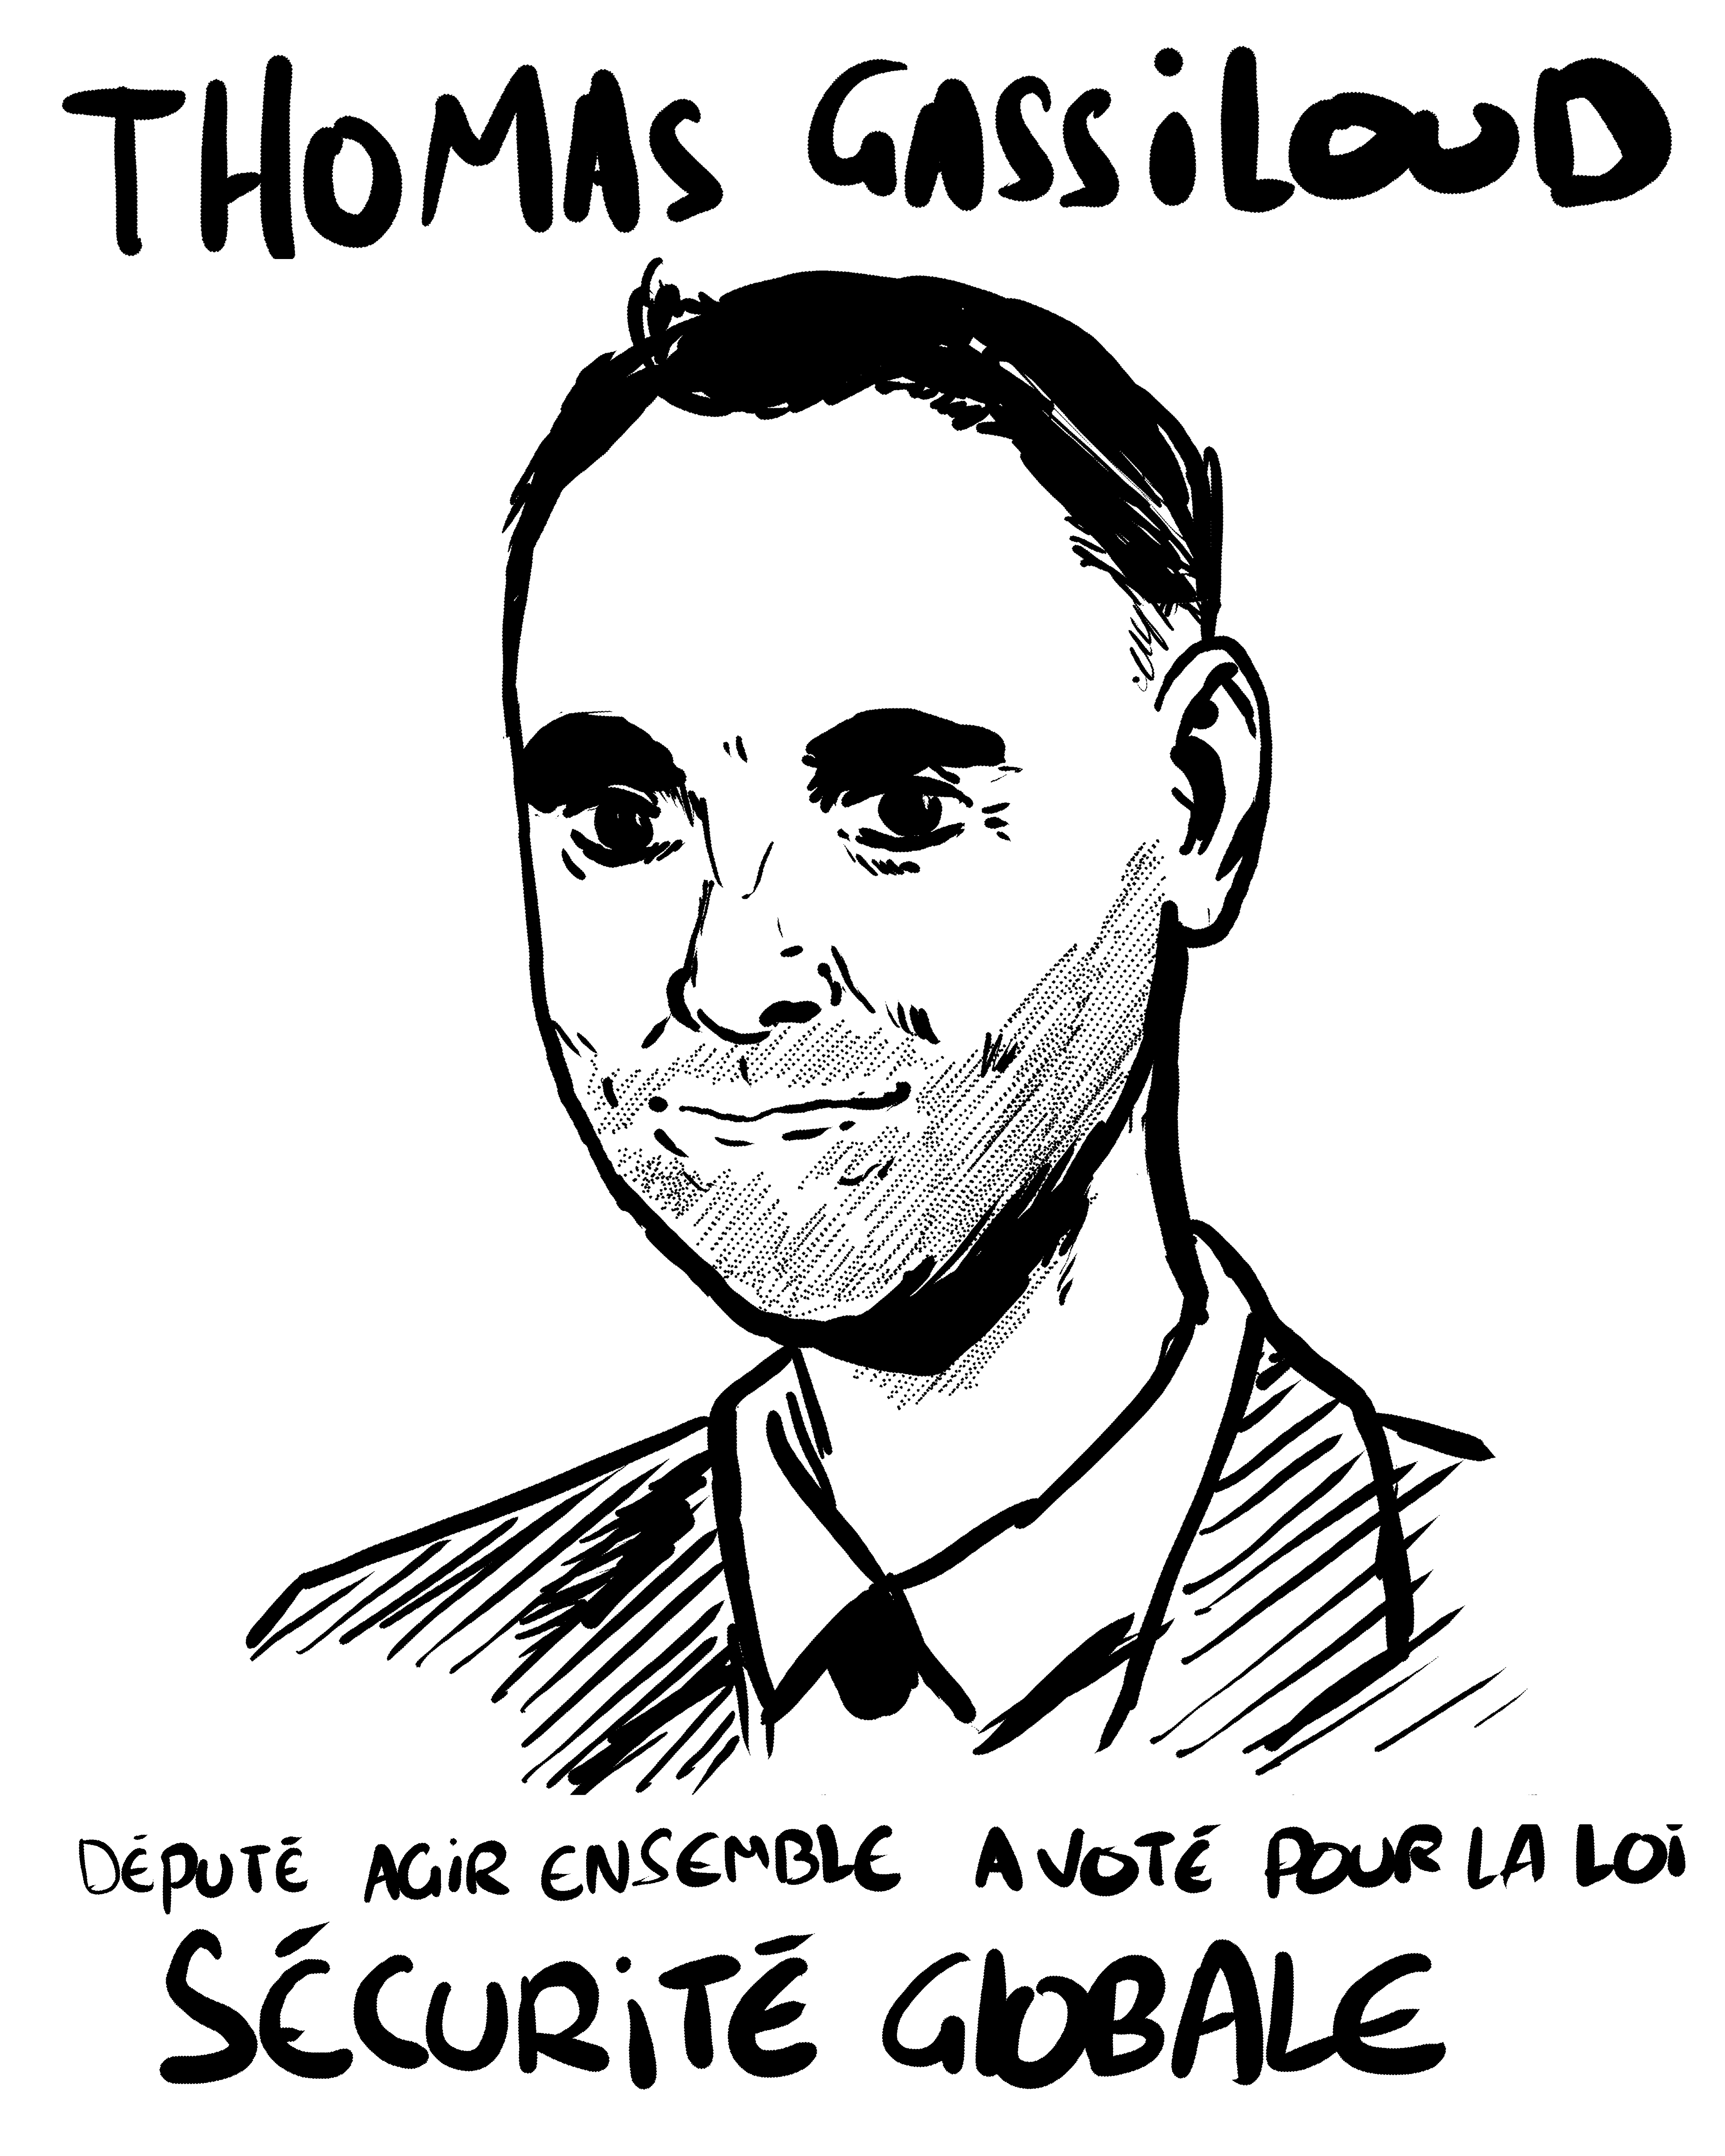 THOMAS GASSiLOUD
DÉPUTÉ AGiR ENSEMBLE A VOTÉ POUR LA LOi
SÉCURiTÉ GlOBALE